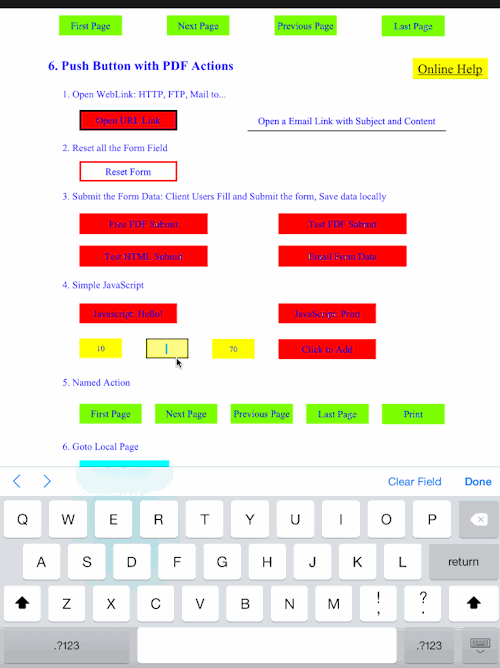 First Page Next Page Previous Page Last Page
6. Push Button with PDF Actions
Online Help
1. Open WebLink: HTTP, FTP, Mail to...
Open URL Link Open a Email Link with Subject and Content
2. Reset all the Form Field
Reset Form
3. Submit the Form Data: Client Users Fill and Submit the form, Save data locally
Free FDF Submit Test FDF Submit
Test HTML Submit Email Form Data
4. Simple JavaScript
Javascript: Hello! JavaScript: Print
10 70 Click to Add
5. Named Action
First Page Next Page Previous Page Last Page Print
6. Goto Local Page
Clear Field Done
Q W E R T Y U I O P
A S D F G H J K L return
Z X C V B N M ! , ? .
.?123 .?123